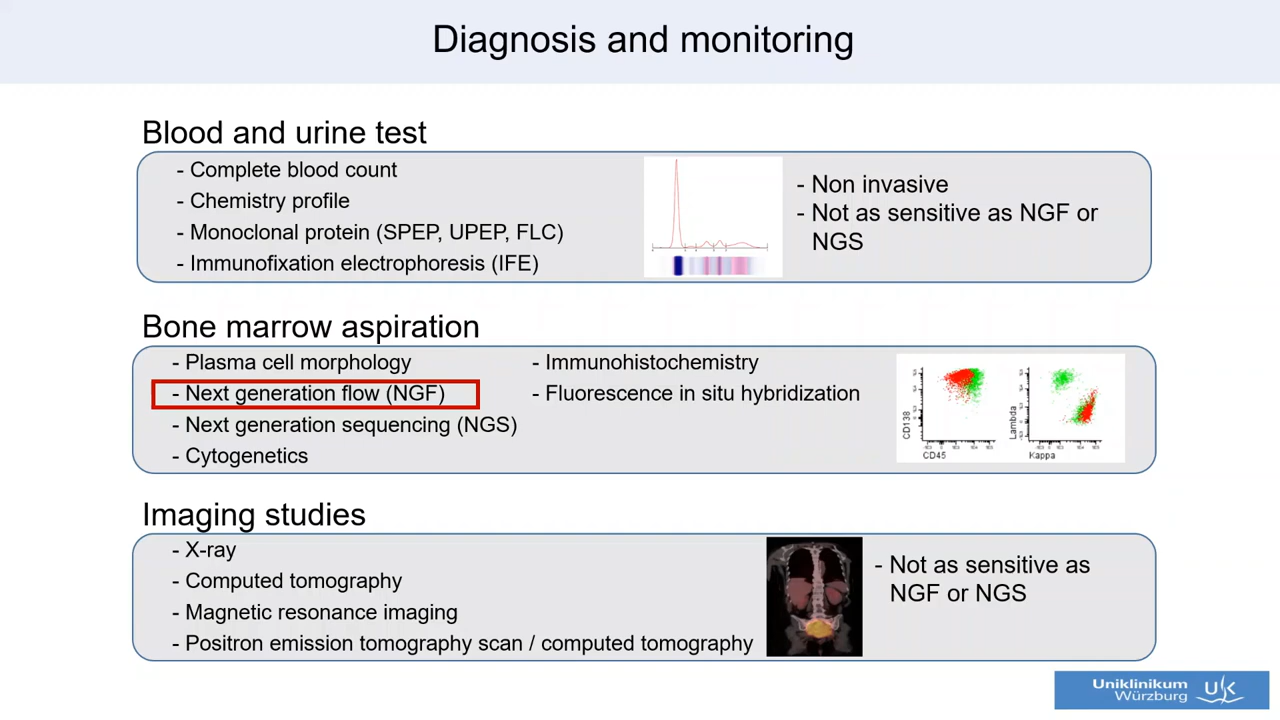 Diagnosis and monitoring
Blood and urine test
- Complete blood count
- Chemistry profile
- Monoclonal protein (SPEP, UPEP, FLC)
- Immunofixation electrophoresis (IFE)
- Non invasive
- Not as sensitive as NGF or
NGS
Bone marrow aspiration
- Plasma cell morphology
- Next generation flow (NGF)
- Next generation sequencing (NGS)
- Cytogenetics
- Immunohistochemistry
- Fluorescence in situ hybridization
CD138
CD45
Lambda
Kappa
Imaging studies
- X-ray
- Computed tomography
- Magnetic resonance imaging
- Positron emission tomography scan / computed tomography
- Not as sensitive as
NGF or NGS
Uniklinikum
Würzburg